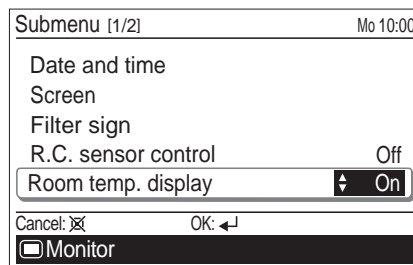 Submenu [1/2] Mo 10:00
Date and time
Screen
Filter sign
R.C. sensor control Off
Room temp. display On
Cancel: OK:
Monitor